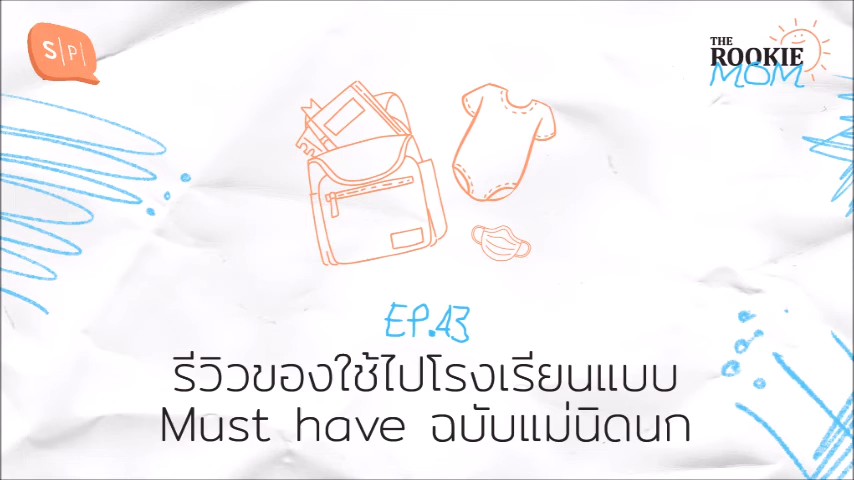 S|P|
THE
ROOKIE
MOM
EP.43
รีวิวของใช้ไปโรงเรียนแบบ
Must have ฉบับแม่นิดนก